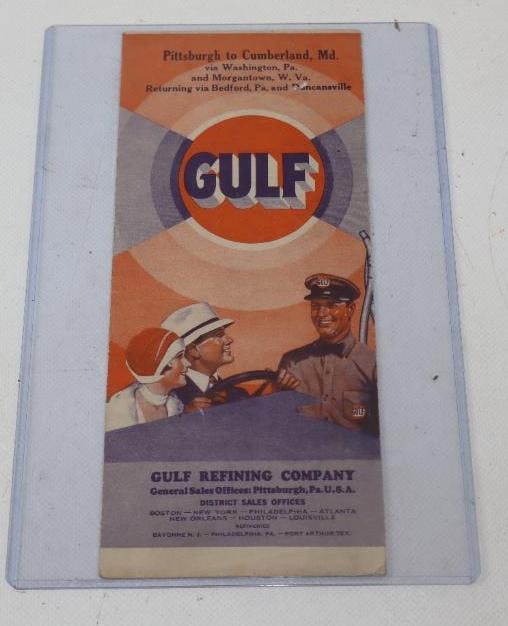 Pittsburgh to Cumberland, Md.
via Washington, Pa.
and Morgantown, W. Va.
Returning via Bedford, Pa. and Duncansville
GULF
GULF
GULF
GULF REFINING COMPANY
General Sales Offices: Pittsburgh, Pa. U.S.A.
DISTRICT SALES OFFICES
BOSTON — NEW YORK — PHILADELPHIA — ATLANTA
NEW ORLEANS — HOUSTON — LOUISVILLE
REFINERIES
BAYONNE N. J. — PHILADELPHIA, PA. — PORT ARTHUR TEX.